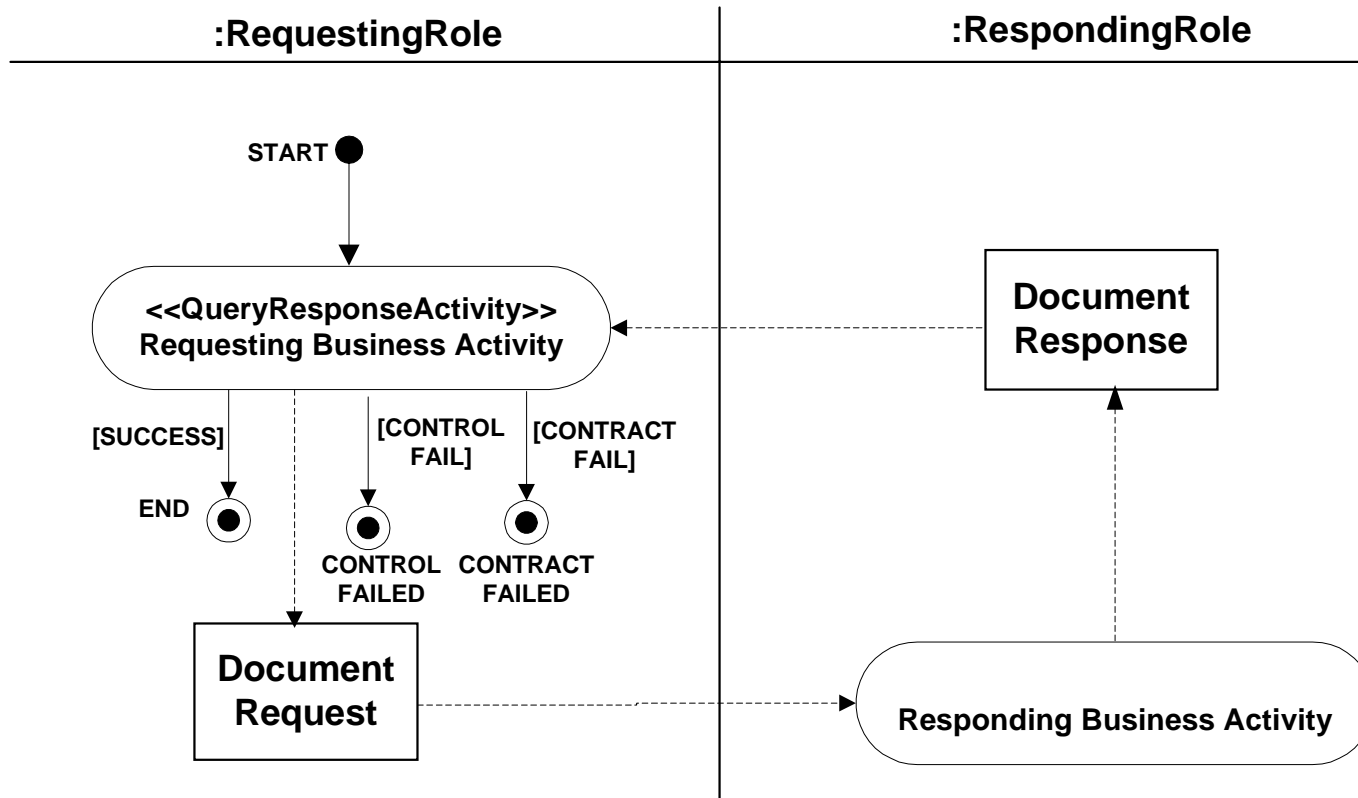 :RequestingRole
:RespondingRole
START
<<QueryResponseActivity>>
Requesting Business Activity
Document
Response
[SUCCESS]
[CONTROL
FAIL]
[CONTRACT
FAIL]
END
CONTROL
FAILED
CONTRACT
FAILED
Document
Request
Responding Business Activity